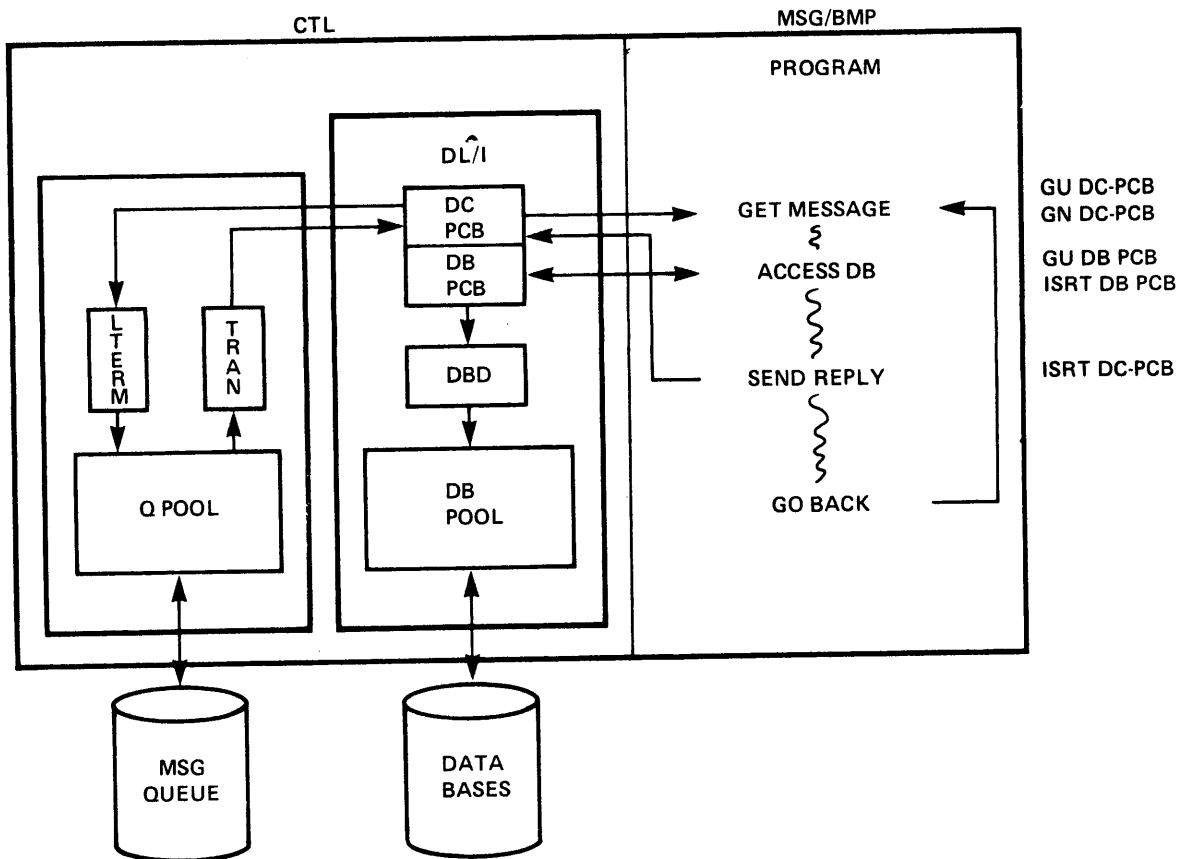 CTL
MSG/BMP
PROGRAM
DL/I
DC
PCB
DB
PCB
LTERM
TRAN
DBD
Q POOL
DB
POOL
MSG
QUEUE
DATA
BASES
GET MESSAGE
ACCESS DB
SEND REPLY
GO BACK
GU DC-PCB
GN DC-PCB
GU DB PCB
ISRT DB PCB
ISRT DC-PCB